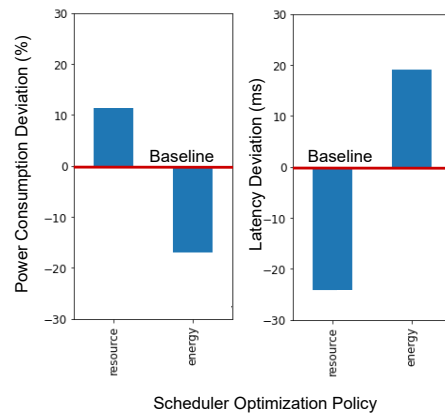 Power Consumption Deviation (%)
30
20
10
0
−10
−20
−30
Baseline
resource
energy
Latency Deviation (ms)
30
20
10
0
−10
−20
−30
Baseline
resource
energy
Scheduler Optimization Policy